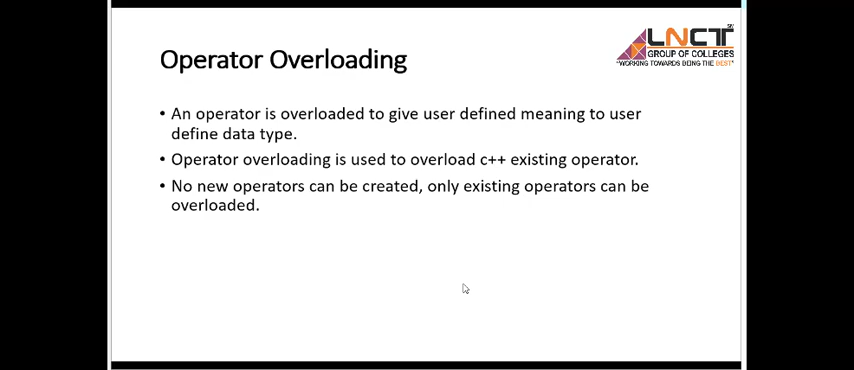 Operator Overloading
LNCT
GROUP OF COLLEGES
"WORKING TOWARDS BEING THE BEST"
• An operator is overloaded to give user defined meaning to user
define data type.
• Operator overloading is used to overload c++ existing operator.
• No new operators can be created, only existing operators can be
overloaded.